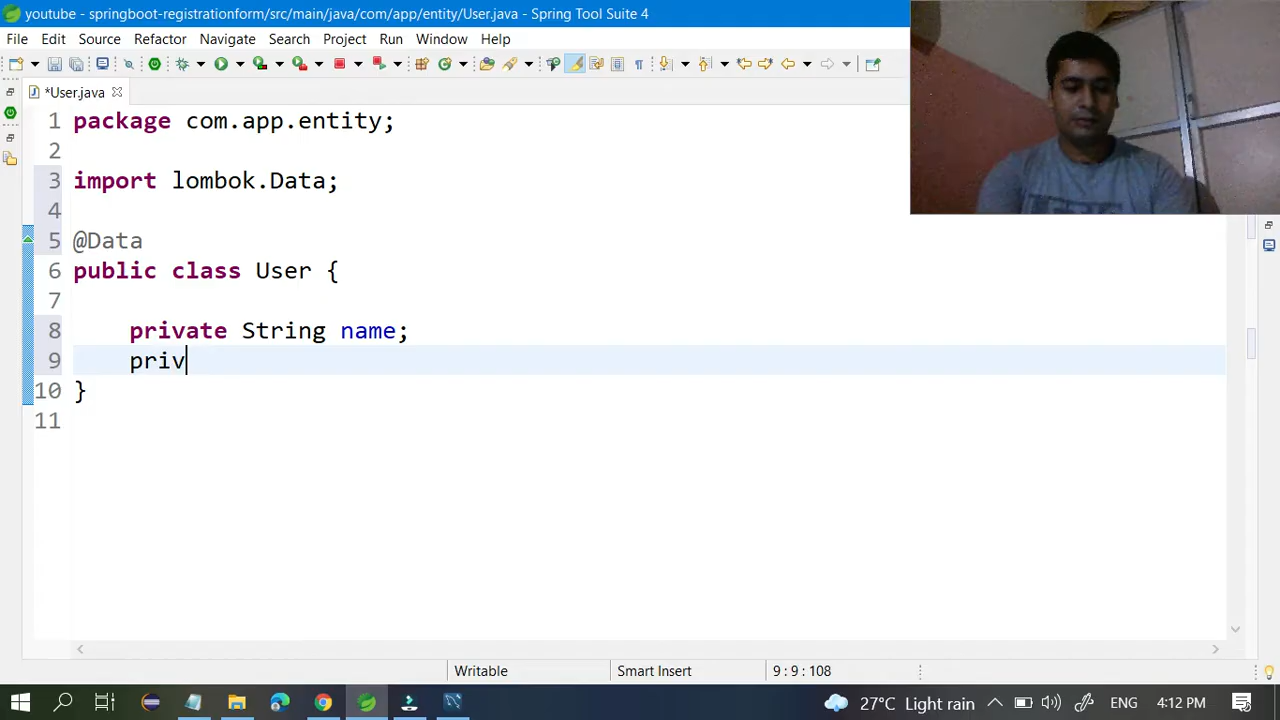 youtube - springboot-registrationform/src/main/java/com/app/entity/User.java - Spring Tool Suite 4
File Edit Source Refactor Navigate Search Project Run Window Help
*User.java
1 package com.app.entity;
2
3 import lombok.Data;
4
5 @Data
6 public class User {
7
8 private String name;
9 priv
10 }
11
Writable Smart Insert 9 : 9 : 108
27°C Light rain ENG 4:12 PM